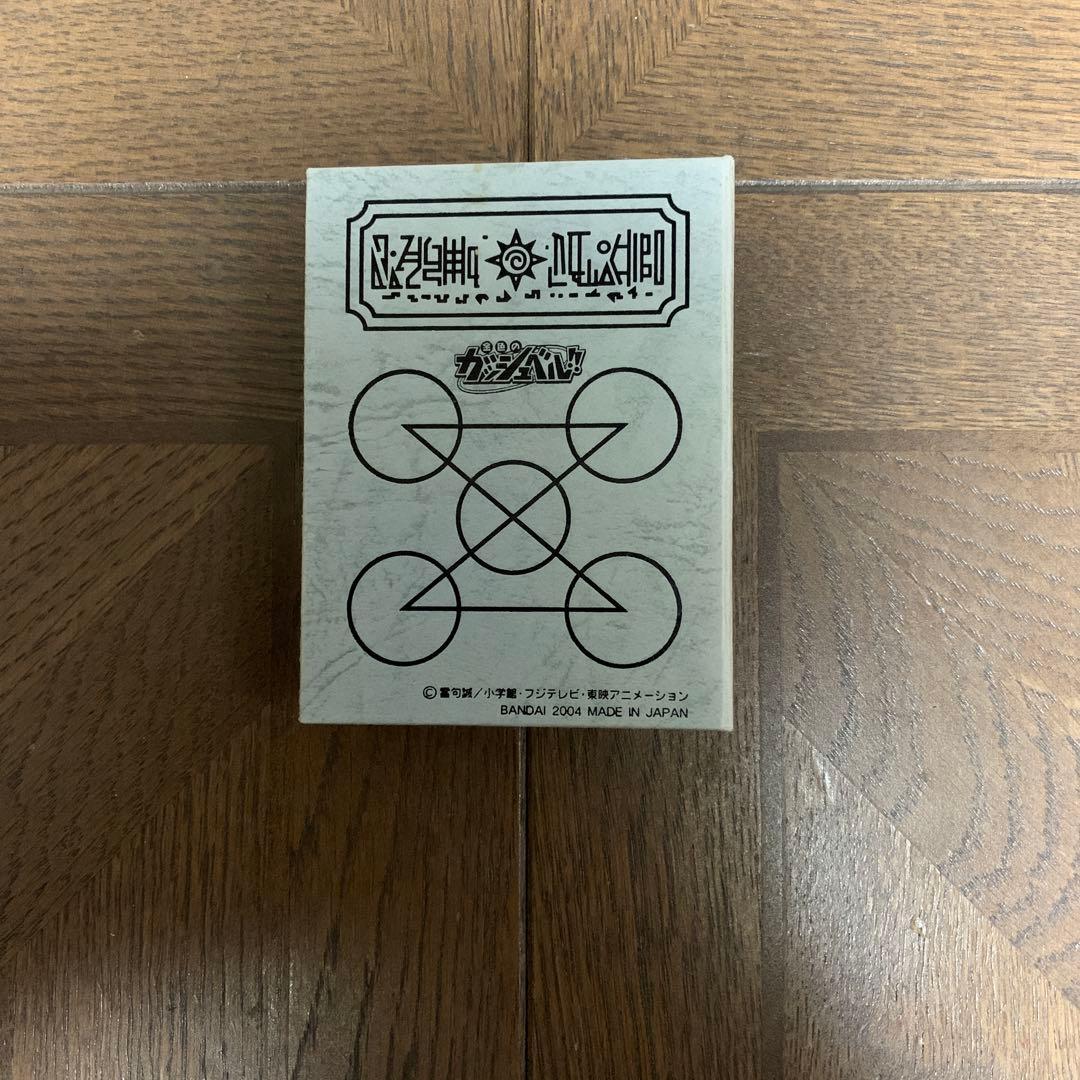 金色の
ガッシュベル!!
© 雷句誠／小学館・フジテレビ・東映アニメーション
BANDAI 2004 MADE IN JAPAN